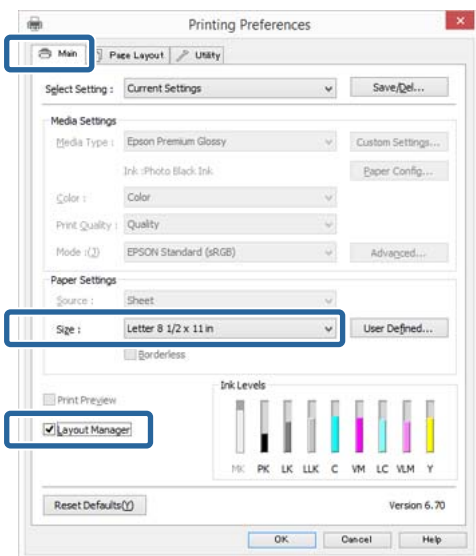 Printing Preferences
Main Page Layout Utility
Select Setting : Current Settings Save/Del...
Media Settings
Media Type : Epson Premium Glossy Custom Settings...
Ink :Photo Black Ink Paper Config...
Color : Color
Print Quality : Quality
Mode :(J) EPSON Standard (sRGB) Advanced...
Paper Settings
Source : Sheet
Size : Letter 8 1/2 x 11 in User Defined...
Borderless
Print Preview
Layout Manager
Ink Levels
MK PK LK LLK C VM LC VLM Y
Reset Defaults(Y) Version 6.70
OK Cancel Help